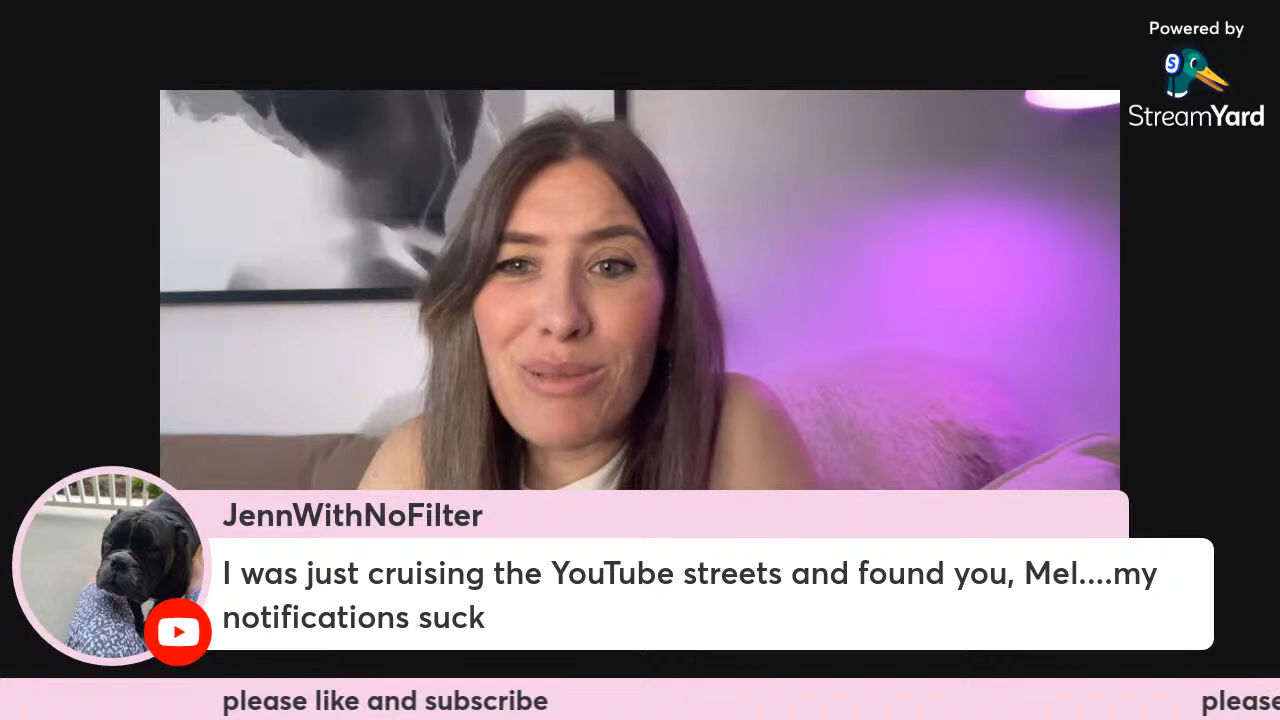 Powered by
S
StreamYard
JennWithNoFilter
I was just cruising the YouTube streets and found you, Mel....my
notifications suck
please like and subscribe
please